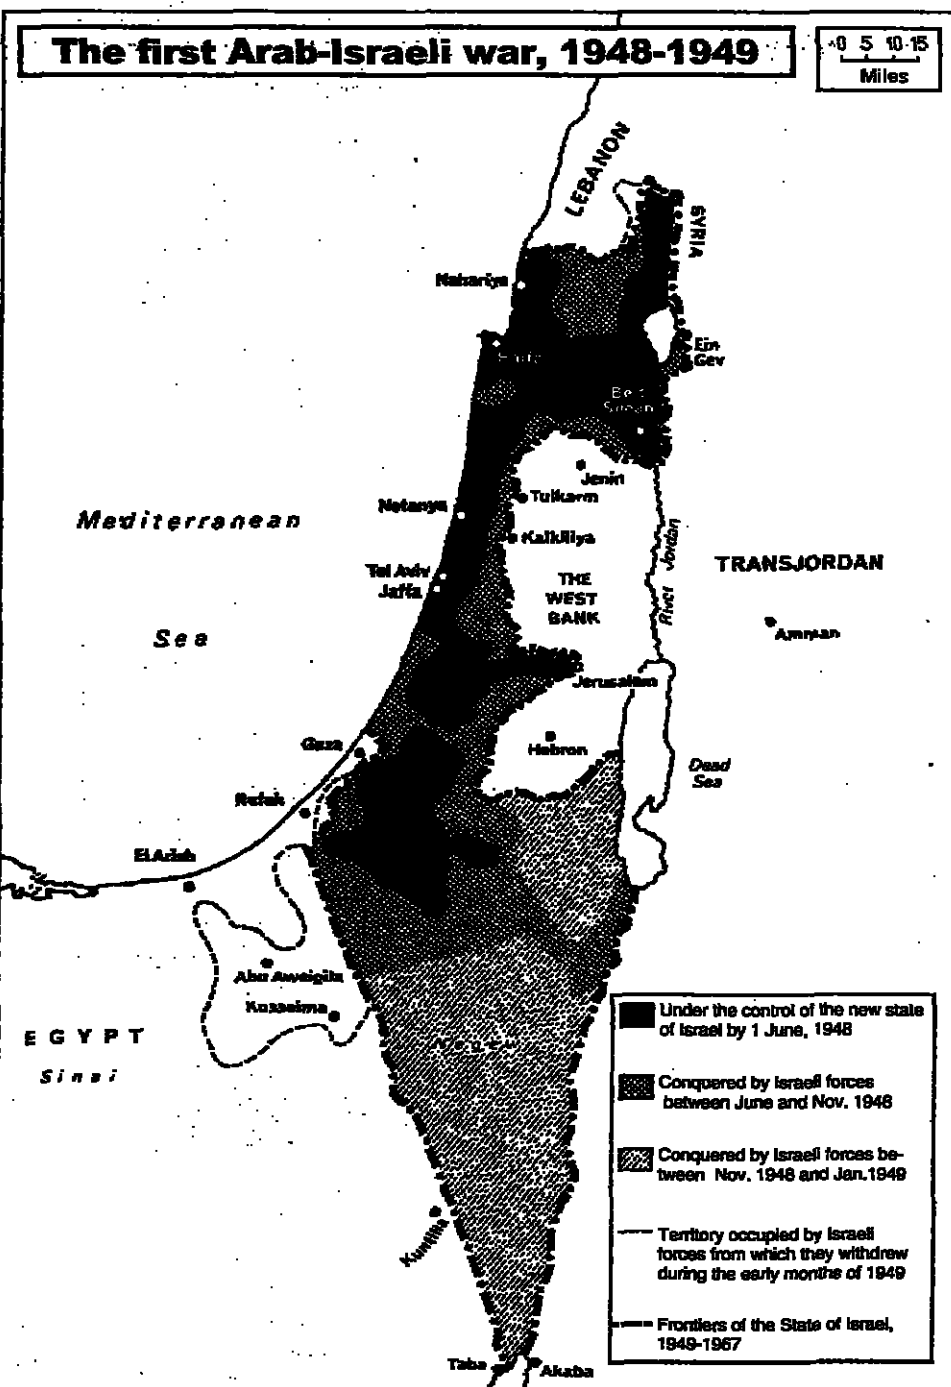 The first Arab-Israeli war, 1948-1949
0 5 10 15
Miles
LEBANON
SYRIA
Nahariya
Haifa
Ein
Gev
Jenin
Tulkarm
Netanya
Kalkiliya
Mediterranean
Sea
Tel Aviv
Jaffa
THE
WEST
BANK
River Jordan
TRANSJORDAN
Amman
Jerusalem
Gaza
Hebron
Dead
Sea
Rafah
El Arish
Abu Aweigila
Kusseima
EGYPT
Sinai
Kuntilla
Taba
Akaba
Under the control of the new state
of Israel by 1 June, 1948
Conquered by Israeli forces
between June and Nov. 1948
Conquered by Israeli forces be-
tween Nov. 1948 and Jan.1949
Territory occupied by Israeli
forces from which they withdrew
during the early months of 1949
Frontiers of the State of Israel,
1949-1967